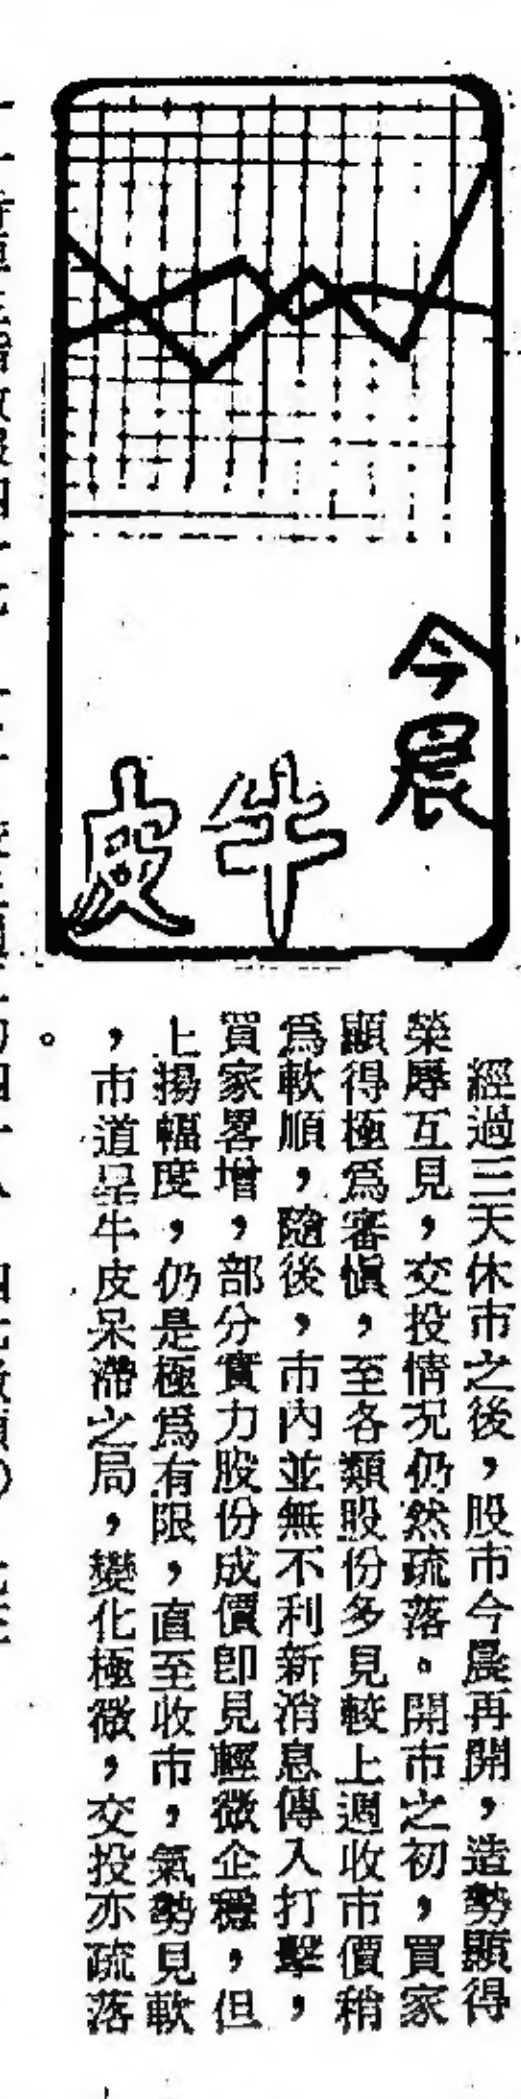 今晨
牛皮
經過三天休市之後，股市今晨再開，造勢顯得
榮辱互見，交投情况仍然疏落。開市之初，買家
顯得極爲審慎，至各類股份多見較上週收市價稍
爲軟順，隨後，市內並無不利新消息傳入打擊，
買家畧增，部分實力股份成價即見輕微企穩，但
上揚幅度，仍是極爲有限，直至收市，氣勢見軟
，市道呈牛皮呆滯之局，變化極微，交投亦疏落
。